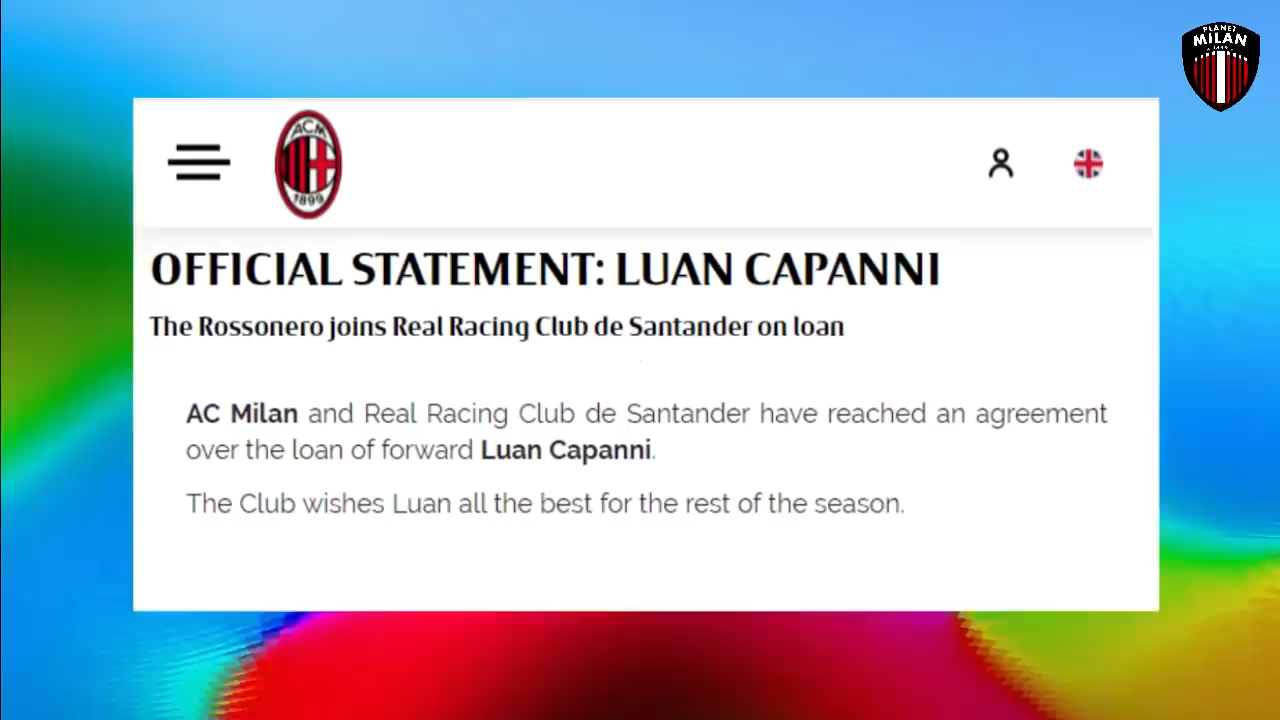 PLANET
MILAN
1899
ACM
1899
OFFICIAL STATEMENT: LUAN CAPANNI
The Rossonero joins Real Racing Club de Santander on loan
AC Milan and Real Racing Club de Santander have reached an agreement
over the loan of forward Luan Capanni.
The Club wishes Luan all the best for the rest of the season.